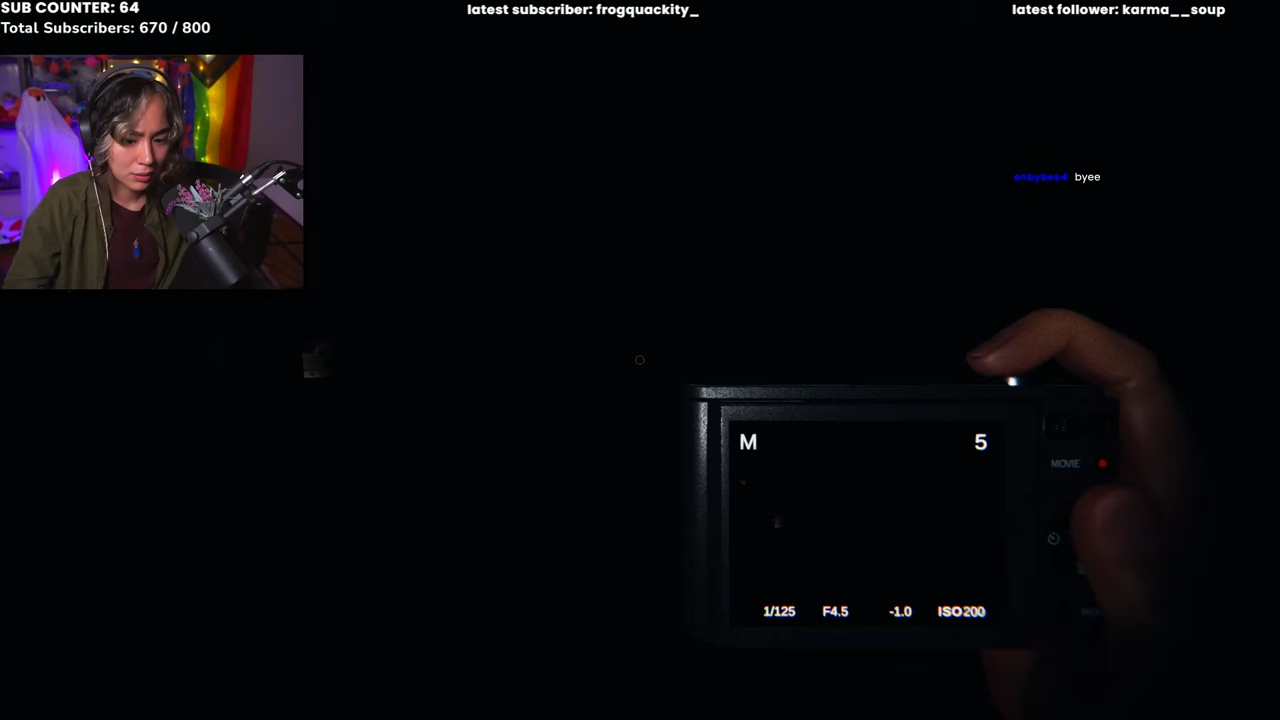 SUB COUNTER: 64
Total Subscribers: 670 / 800
latest subscriber: frogquackity_
latest follower: karma__soup
enbybee4 byee
M 5
MOVIE
1/125 F4.5 -1.0 ISO200